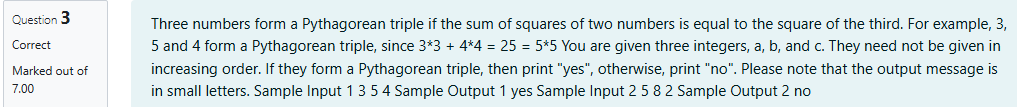 Question 3
Correct
Marked out of
7.00
Three numbers form a Pythagorean triple if the sum of squares of two numbers is equal to the square of the third. For example, 3,
5 and 4 form a Pythagorean triple, since 3*3 + 4*4 = 25 = 5*5 You are given three integers, a, b, and c. They need not be given in
increasing order. If they form a Pythagorean triple, then print "yes", otherwise, print "no". Please note that the output message is
in small letters. Sample Input 1 3 5 4 Sample Output 1 yes Sample Input 2 5 8 2 Sample Output 2 no